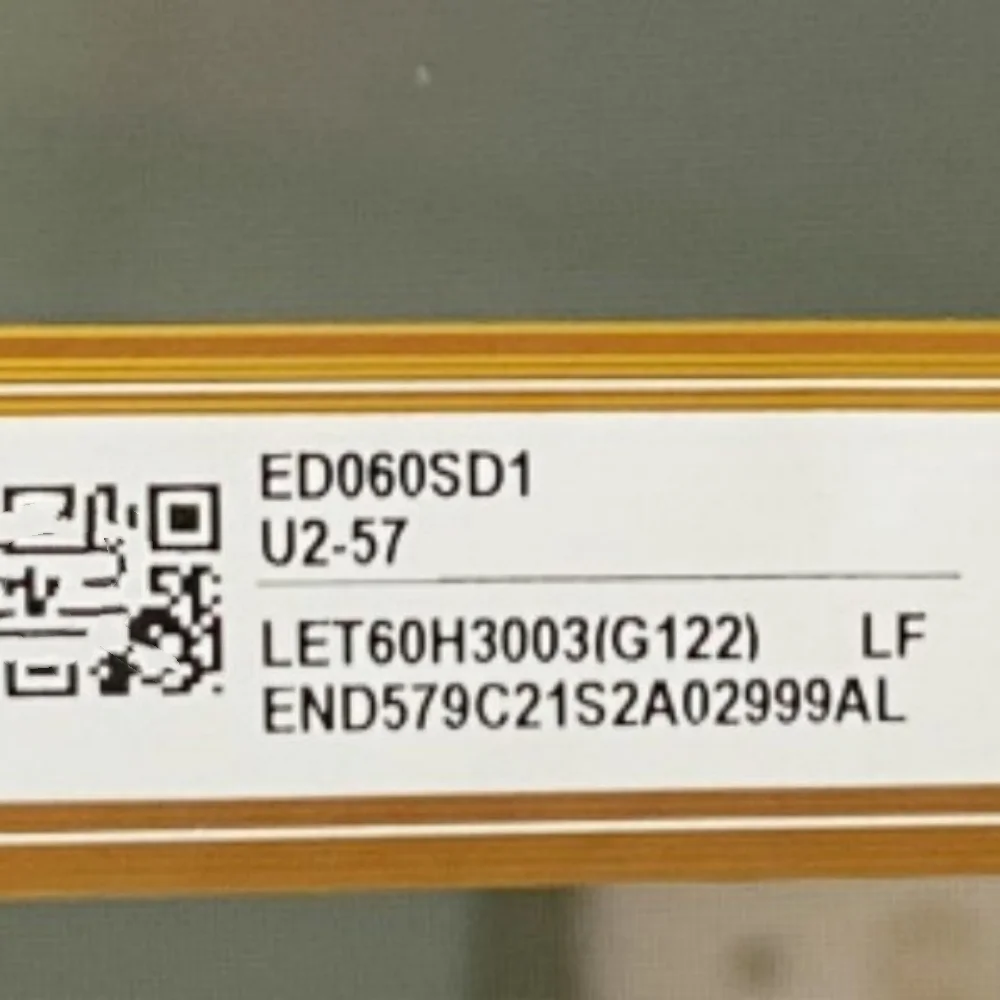 ED060SD1
U2-57
LET60H3003(G122) LF
END579C21S2A02999AL